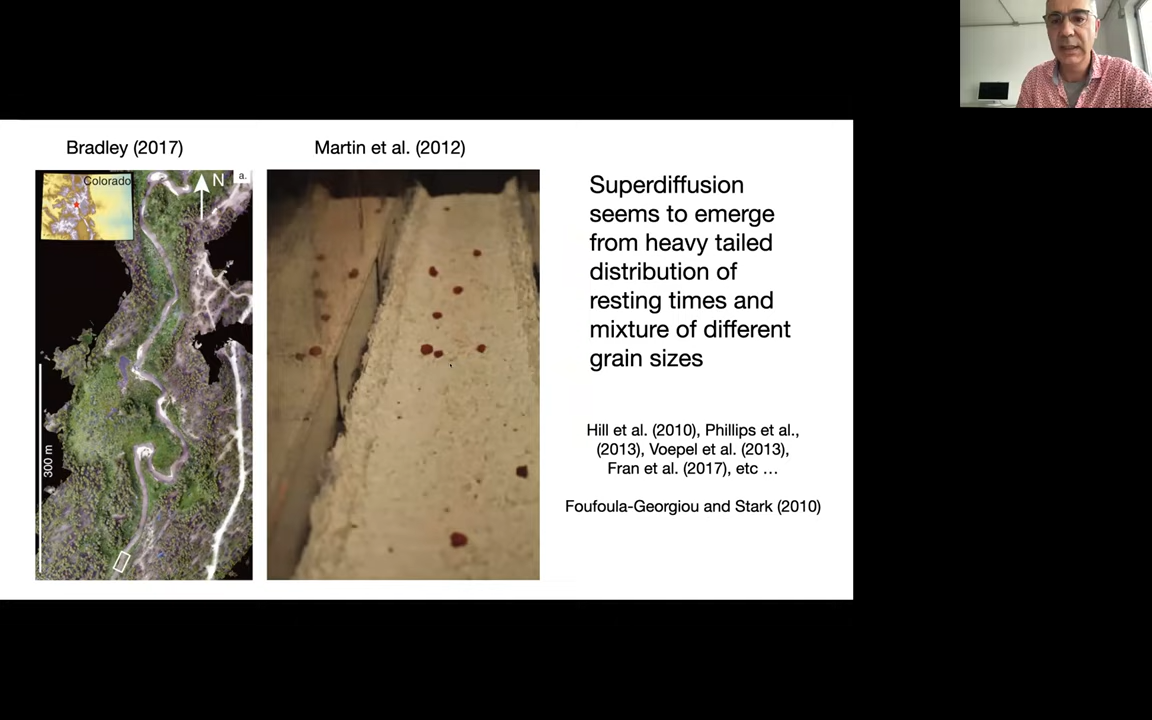 Bradley (2017)
Martin et al. (2012)
Colorado
N
a.
300 m
Superdiffusion
seems to emerge
from heavy tailed
distribution of
resting times and
mixture of different
grain sizes
Hill et al. (2010), Phillips et al.,
(2013), Voepel et al. (2013),
Fran et al. (2017), etc …
Foufoula-Georgiou and Stark (2010)